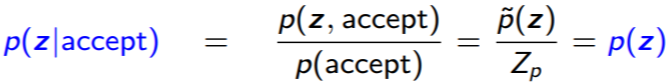 p(z|accept) = p(z, accept) / p(accept) = p̃(z) / Z_p = p(z)